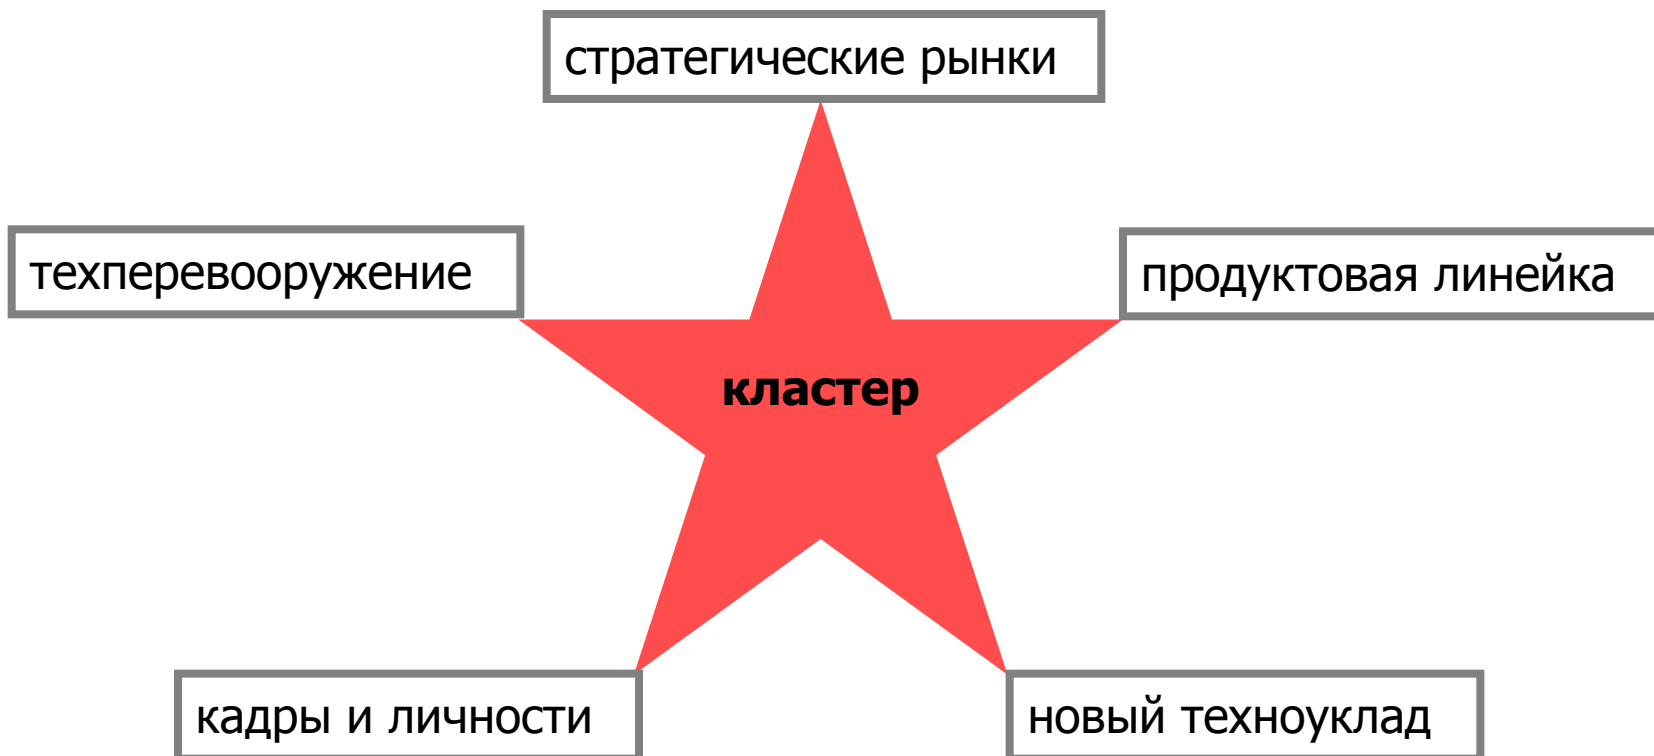 стратегические рынки
техперевооружение
продуктовая линейка
кластер
кадры и личности
новый техноуклад